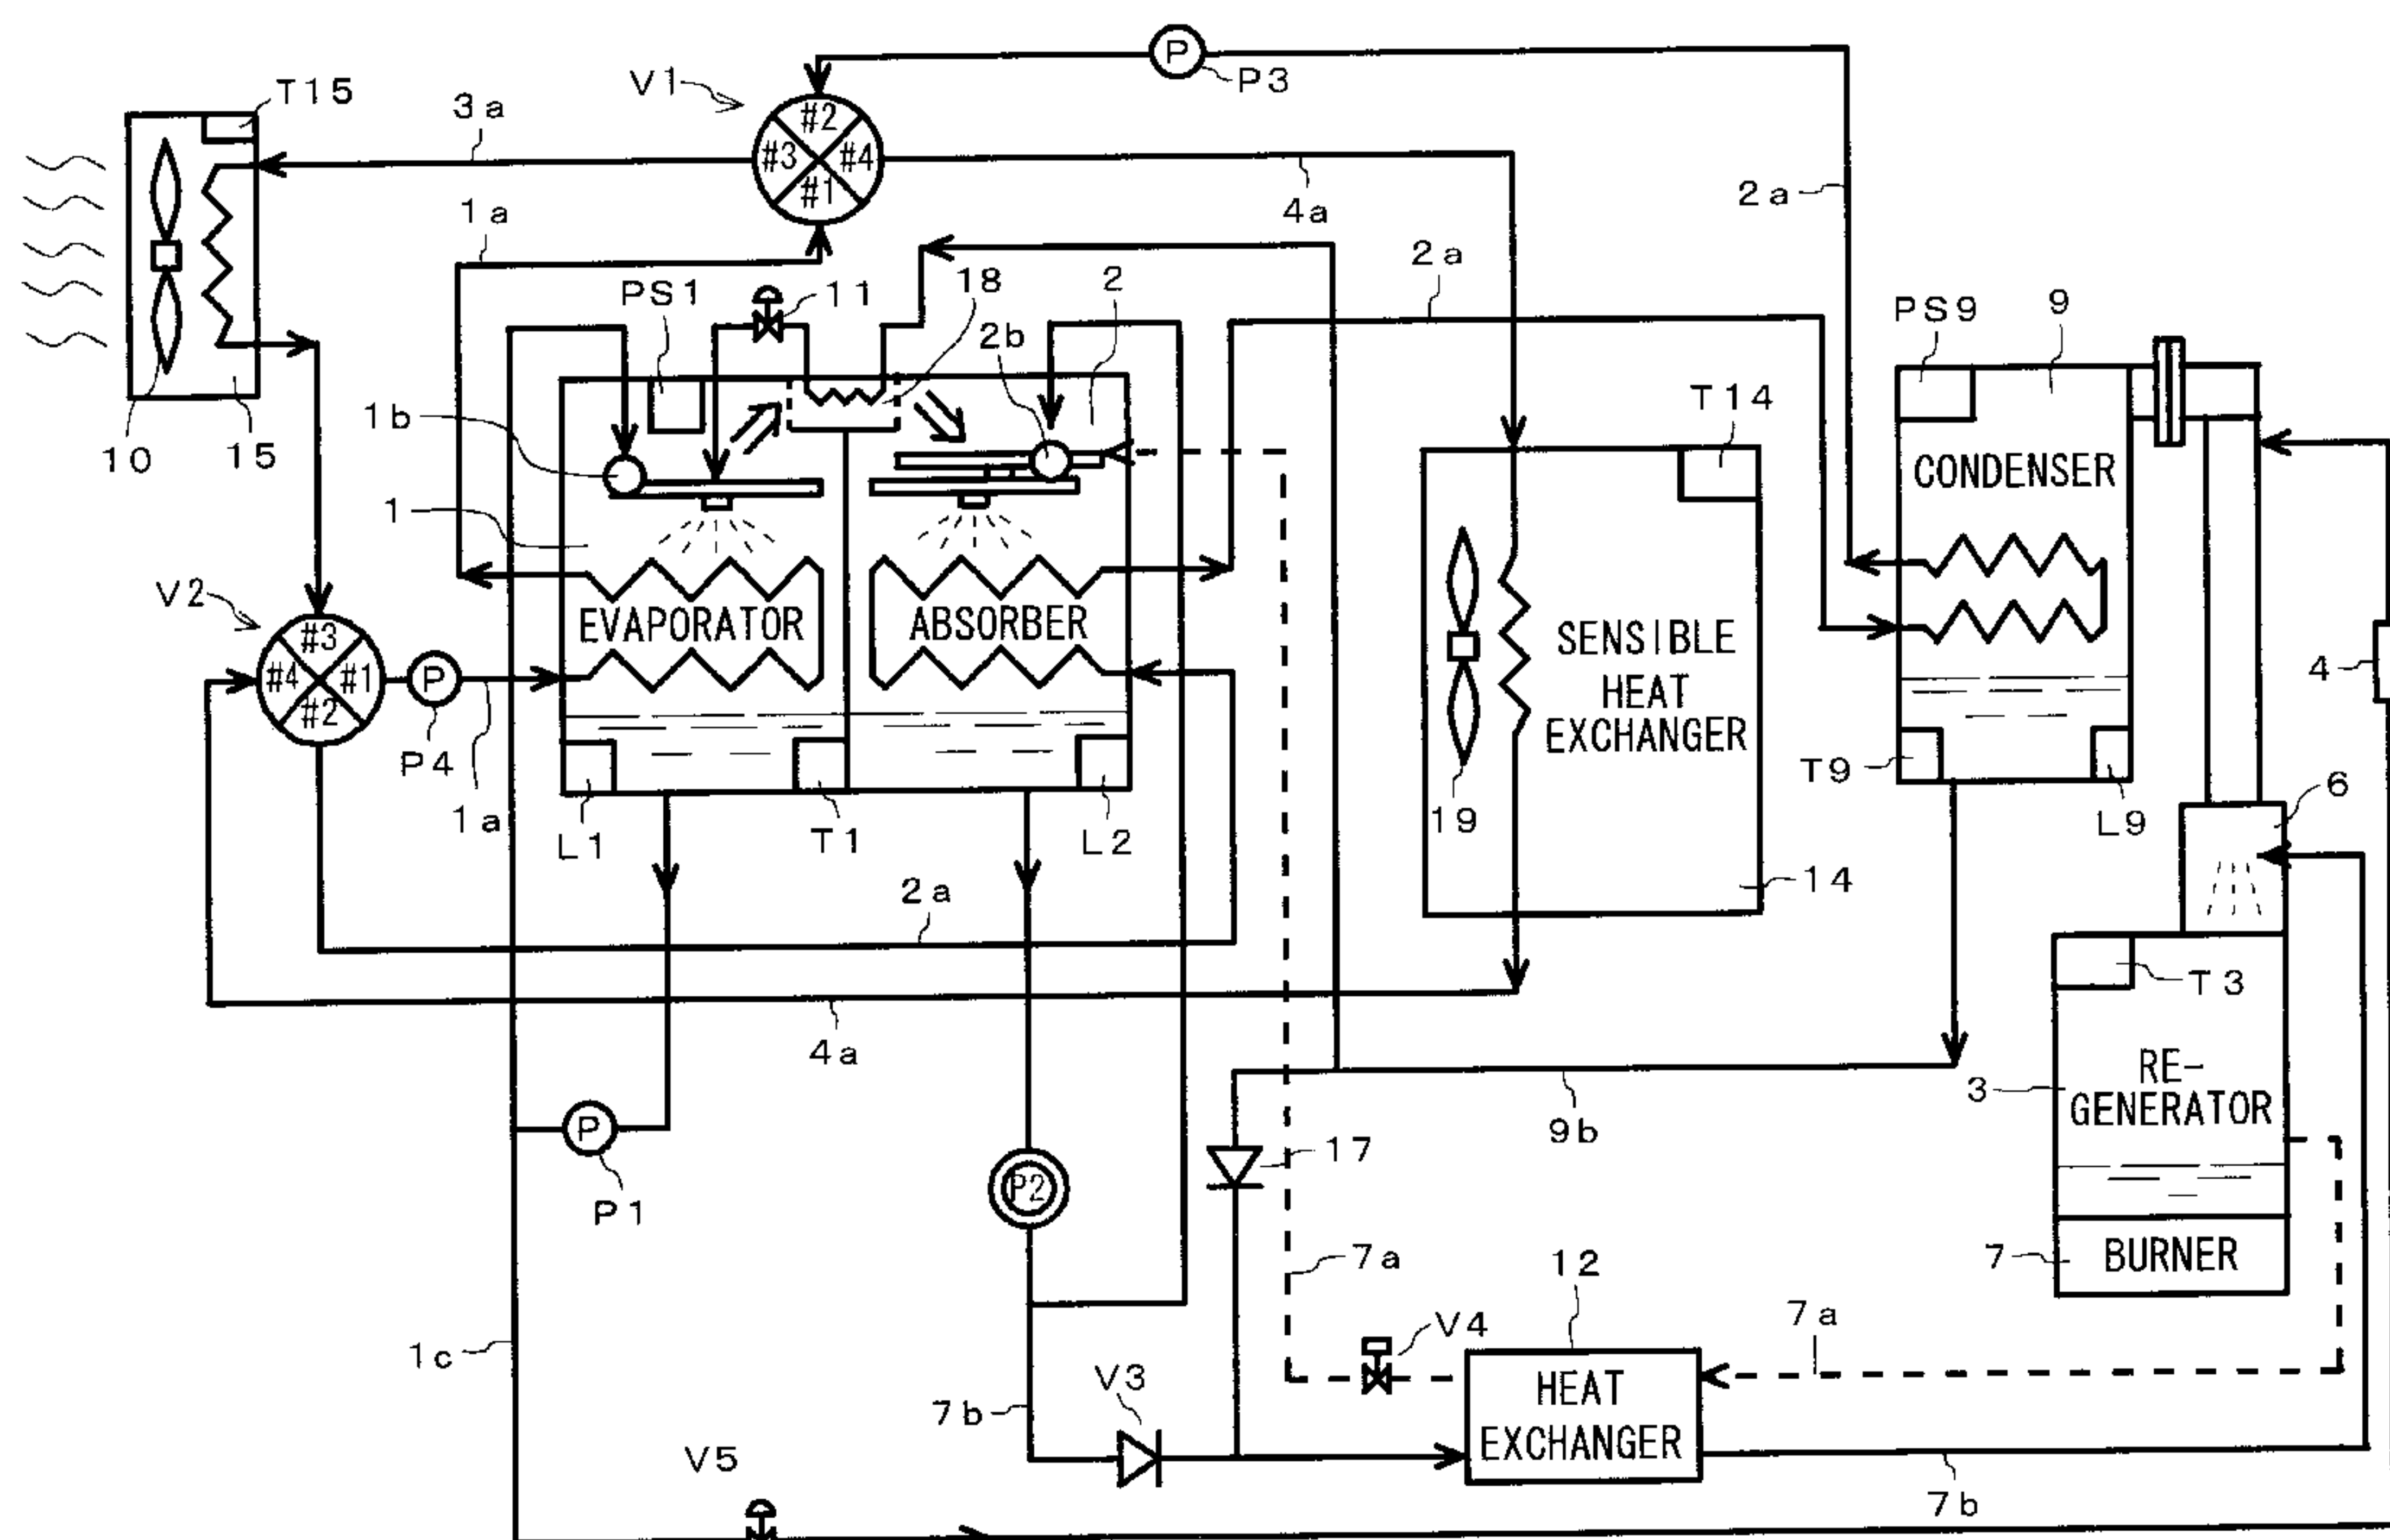 P
P3
V1
T15
3a
#2
#3
#4
#1
2a
1a
4a
2a
18
2
PS1
11
2b
2a
PS9
9
1b
T14
10
15
CONDENSER
1
V2
EVAPORATOR
ABSORBER
SENSIBLE
HEAT
EXCHANGER
#3
#4
#1
#2
P
4
P4
1a
T9
L9
6
19
L1
T1
L2
14
2a
T3
4a
RE-
GENERATOR
3
9b
P
17
P1
P2
7a
12
7
BURNER
7a
V4
1c
V3
HEAT
EXCHANGER
7b
V5
7b